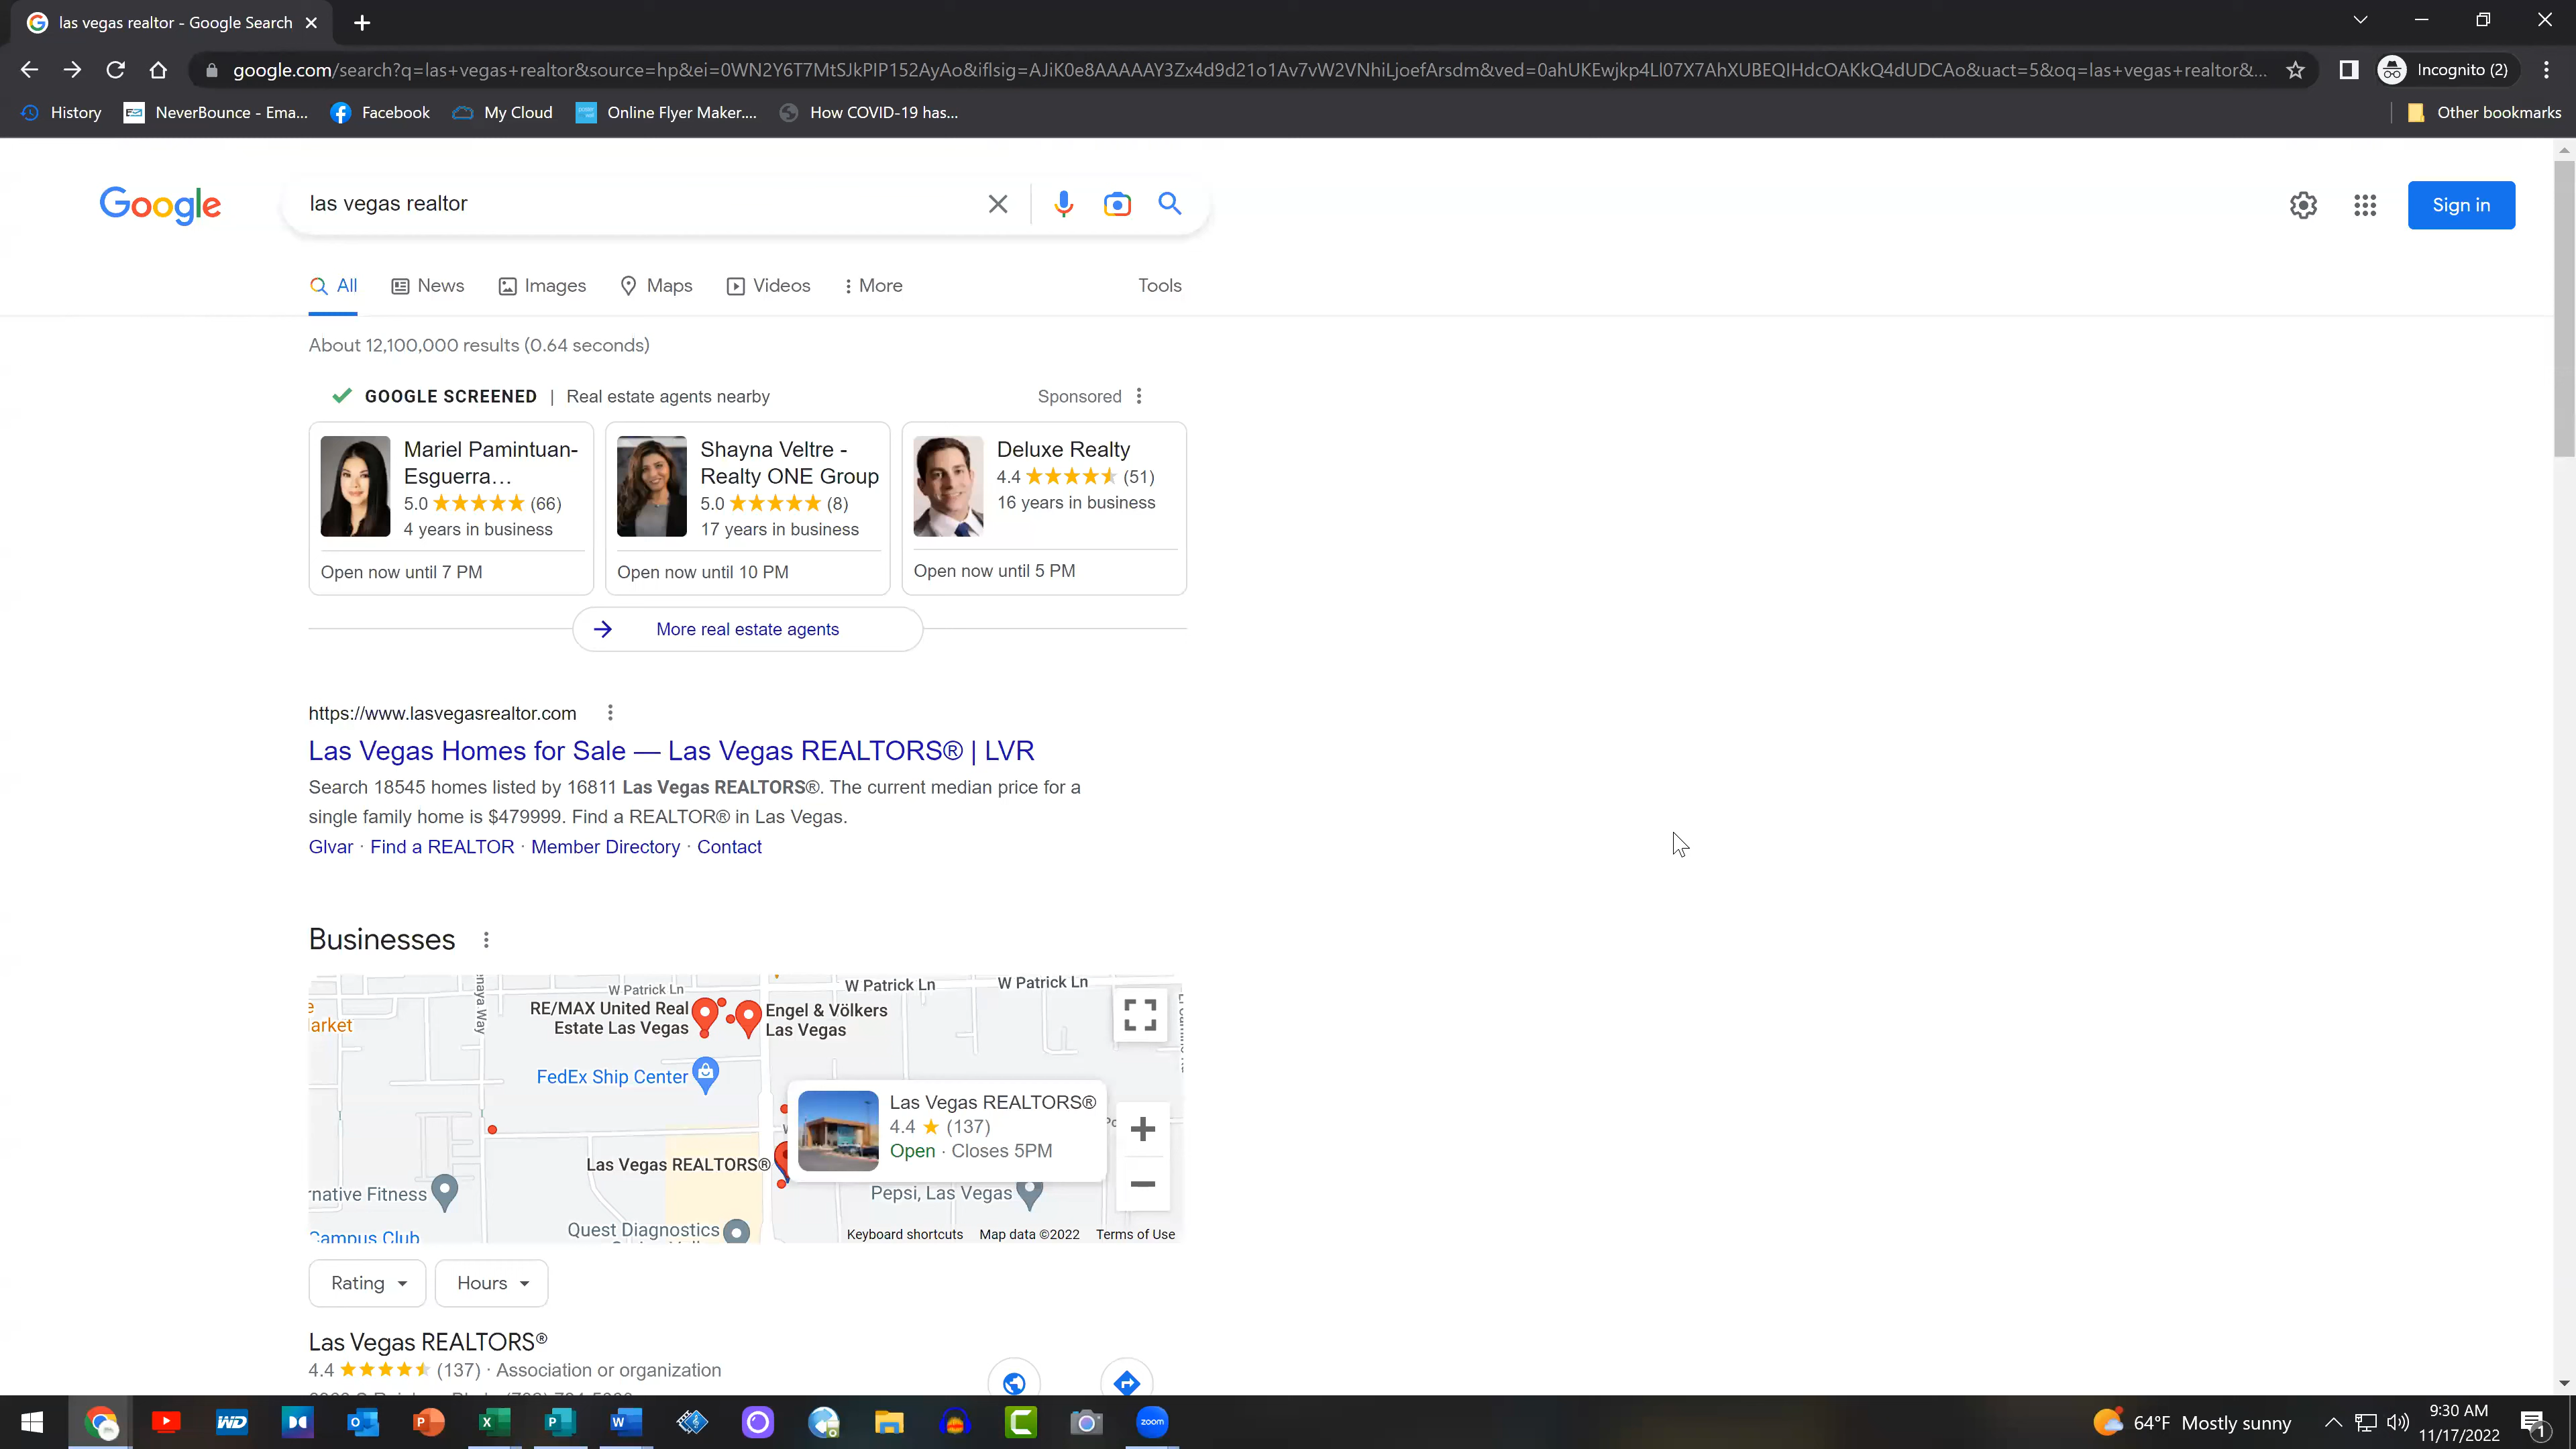 las vegas realtor - Google Search
google.com/search?q=las+vegas+realtor&source=hp&ei=0WN2Y6T7MtSJkPIP152AyAo&iflsig=AJiK0e8AAAAAY3Zx4d9d21o1Av7vW2VNhiLjoefArsdm&ved=0ahUKEwjkp4Ll07X7AhXUBEQIHdcOAKkQ4dUDCAo&uact=5&oq=las+vegas+realtor&...
Incognito (2)
History
NeverBounce - Ema...
Facebook
My Cloud
Online Flyer Maker....
How COVID-19 has...
Other bookmarks
Google
las vegas realtor
Sign in
All
News
Images
Maps
Videos
More
Tools
About 12,100,000 results (0.64 seconds)
GOOGLE SCREENED | Real estate agents nearby
Sponsored
Mariel Pamintuan-
Esguerra...
5.0 (66)
4 years in business
Open now until 7 PM
Shayna Veltre -
Realty ONE Group
5.0 (8)
17 years in business
Open now until 10 PM
Deluxe Realty
4.4 (51)
16 years in business
Open now until 5 PM
More real estate agents
https://www.lasvegasrealtor.com
Las Vegas Homes for Sale — Las Vegas REALTORS® | LVR
Search 18545 homes listed by 16811 Las Vegas REALTORS®. The current median price for a
single family home is $479999. Find a REALTOR® in Las Vegas.
Glvar · Find a REALTOR · Member Directory · Contact
Businesses
W Patrick Ln
W Patrick Ln
W Patrick Ln
RE/MAX United Real
Estate Las Vegas
Engel & Völkers
Las Vegas
arket
maya Way
FedEx Ship Center
Las Vegas REALTORS®
4.4 (137)
Open · Closes 5PM
Las Vegas REALTORS®
rnative Fitness
Pepsi, Las Vegas
Quest Diagnostics
Campus Club
Keyboard shortcuts
Map data ©2022
Terms of Use
Rating
Hours
Las Vegas REALTORS®
4.4 (137) · Association or organization
WD
zoom
64°F Mostly sunny
9:30 AM
11/17/2022
1